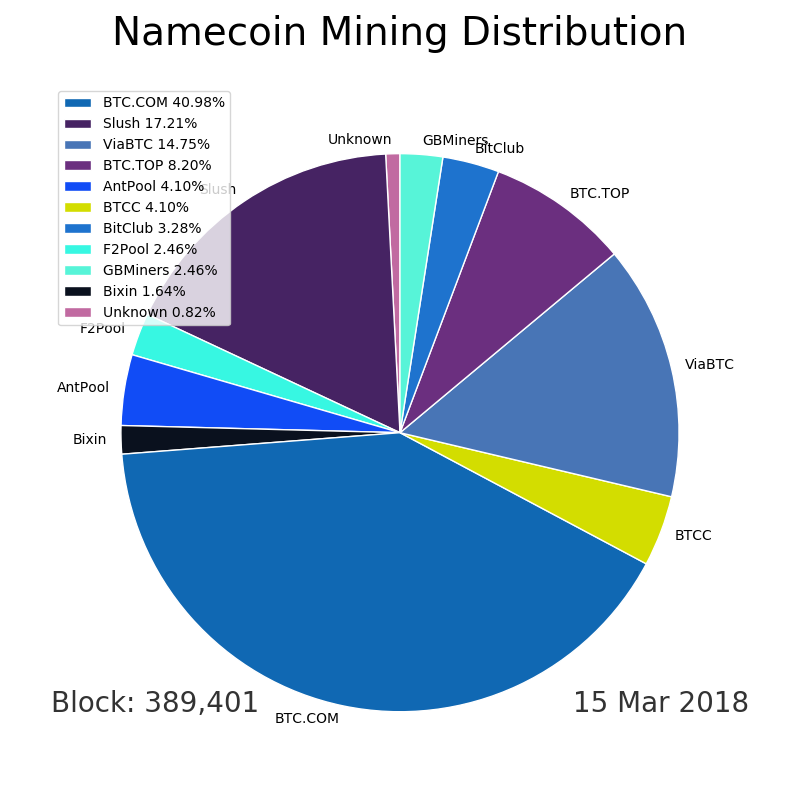 Namecoin Mining Distribution
BTC.COM 40.98%
Slush 17.21%
ViaBTC 14.75%
BTC.TOP 8.20%
AntPool 4.10%
BTCC 4.10%
BitClub 3.28%
F2Pool 2.46%
GBMiners 2.46%
Bixin 1.64%
Unknown 0.82%
Unknown
GBMiners
BitClub
BTC.TOP
Slush
F2Pool
ViaBTC
AntPool
Bixin
BTCC
BTC.COM
Block: 389,401
15 Mar 2018